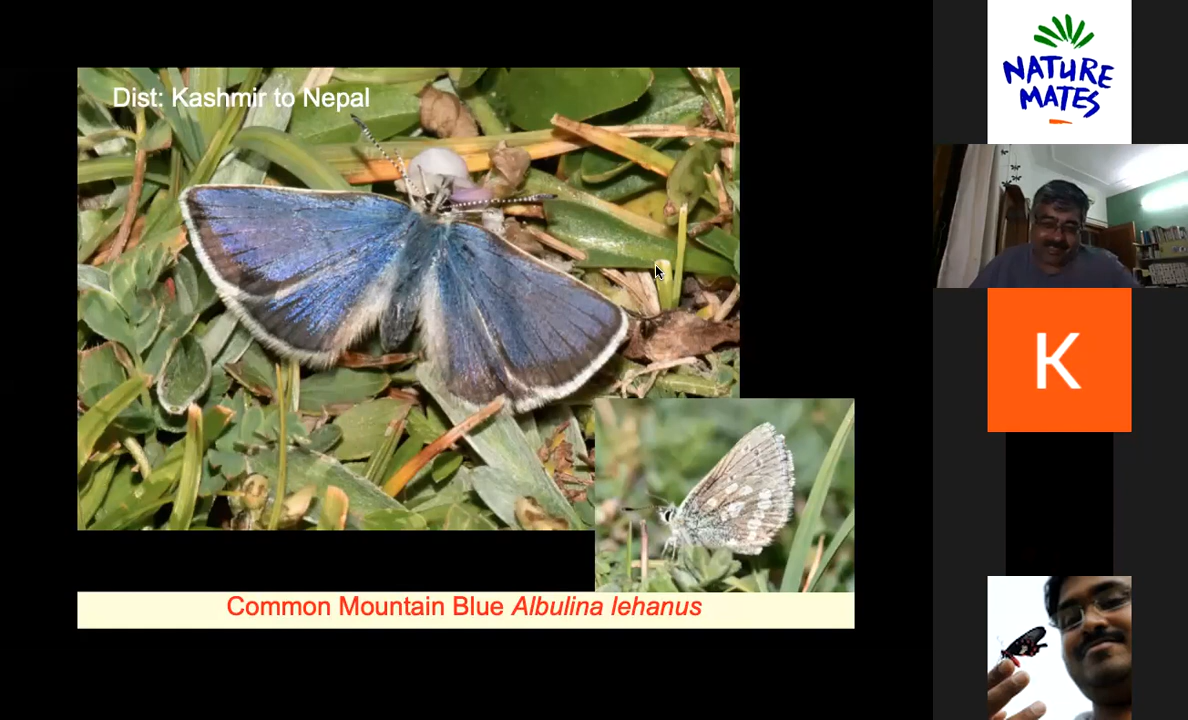 Dist: Kashmir to Nepal
NATURE
MATES
K
Common Mountain Blue Albulina lehanus